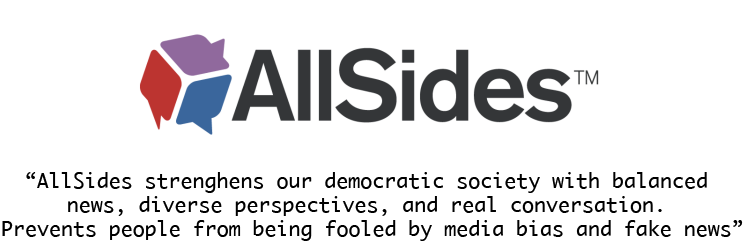 AllSides™
“AllSides strenghens our democratic society with balanced
news, diverse perspectives, and real conversation.
Prevents people from being fooled by media bias and fake news”